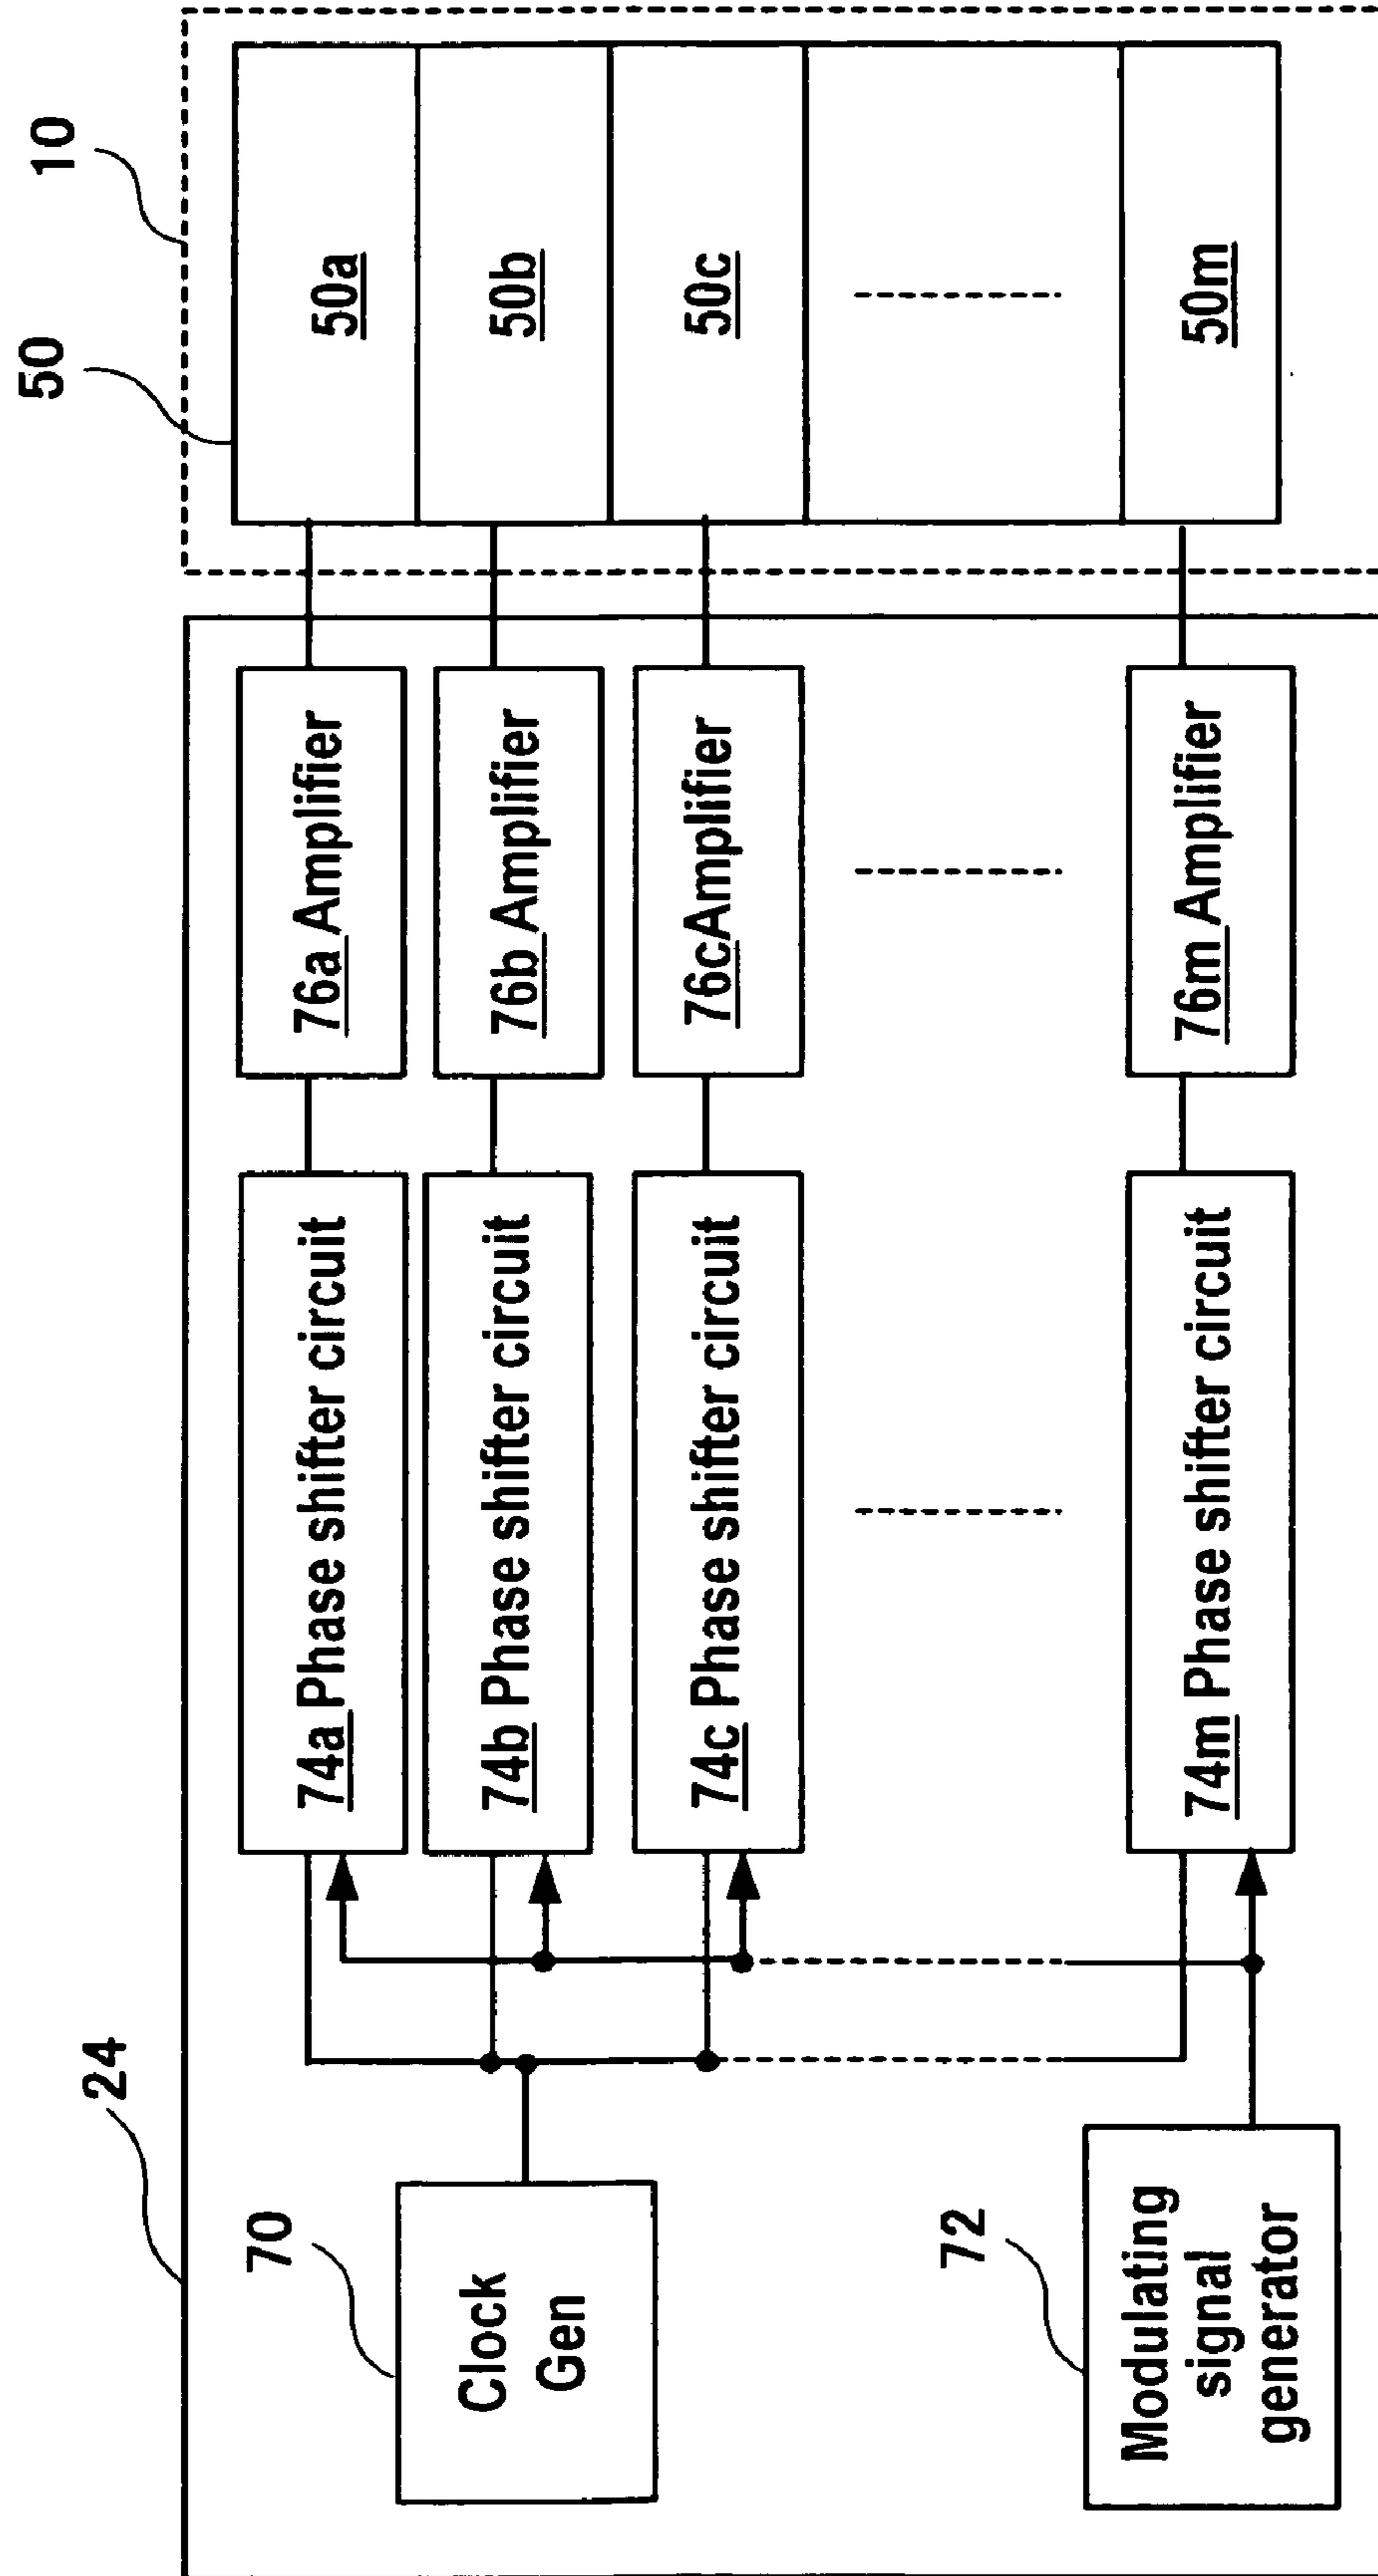 24
50
10
70
Clock
Gen
72
Modulating
signal
generator
74a Phase shifter circuit
76a Amplifier
50a
74b Phase shifter circuit
76b Amplifier
50b
74c Phase shifter circuit
76cAmplifier
50c
74m Phase shifter circuit
76m Amplifier
50m